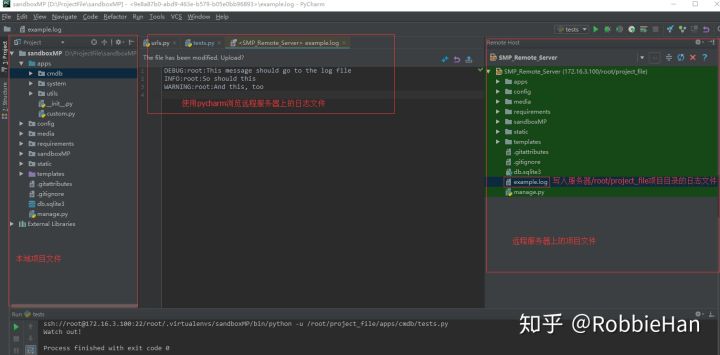 sandboxMP [D:\Project\sandboxMP] - <9e8a87b0-abd9-463e-b579-b05e0bb96893>\example.log - PyCharm
File Edit View Navigate Code Refactor Run Tools VCS Window Help
example.log
tests
Project
urls.py
tests.py
<SMP_Remote_Server> example.log
Remote Host
1: Project
sandboxMP [D:\Project\sandboxMP]
apps
cmdb
system
utils
__init__.py
custom.py
config
media
requirements
sandboxMP
static
templates
.gitattributes
.gitignore
db.sqlite3
manage.py
External Libraries
本地项目文件
The file has been modified. Upload?
1 DEBUG:root:This message should go to the log file
2 INFO:root:So should this
3 WARNING:root:And this, too
4
使用pycharm浏览远程服务器上的日志文件
SMP_Remote_Server
SMP_Remote_Server (172.16.3.100/root/project_file)
apps
config
media
requirements
sandboxMP
static
templates
.gitattributes
.gitignore
db.sqlite3
example.log 写入服务器/root/project_file项目目录的日志文件
manage.py
远程服务器上的项目文件
Run tests
ssh://root@172.16.3.100:22/root/.virtualenvs/sandboxMP/bin/python -u /root/project_file/apps/cmdb/tests.py
Watch out!
Process finished with exit code 0
知乎 @RobbieHan